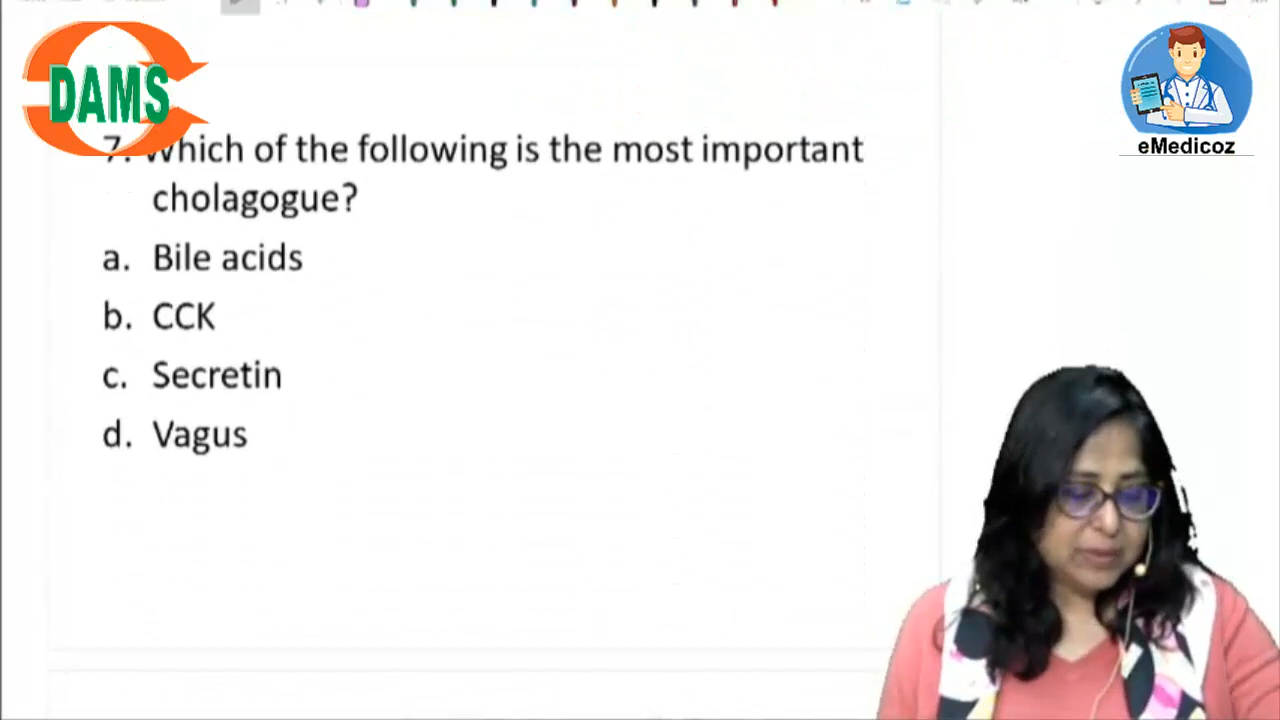 DAMS
eMedicoz
7. Which of the following is the most important
cholagogue?
a. Bile acids
b. CCK
c. Secretin
d. Vagus